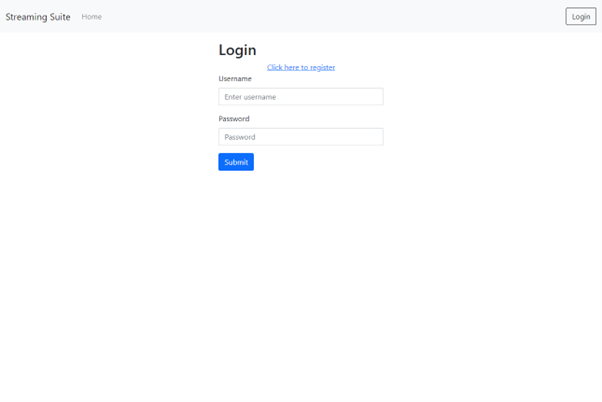 Streaming Suite Home Login
Login
Click here to register
Username
Enter username
Password
Password
Submit